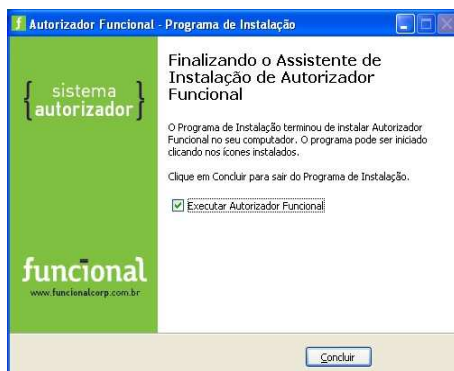 Autorizador Funcional - Programa de Instalação
{ sistema
autorizador }
Finalizando o Assistente de
Instalação de Autorizador
Funcional
O Programa de Instalação terminou de instalar Autorizador
Funcional no seu computador. O programa pode ser iniciado
clicando nos ícones instalados.
Clique em Concluir para sair do Programa de Instalação.
Executar Autorizador Funcional
funcional
www.funcionalcorp.com.br
Concluir